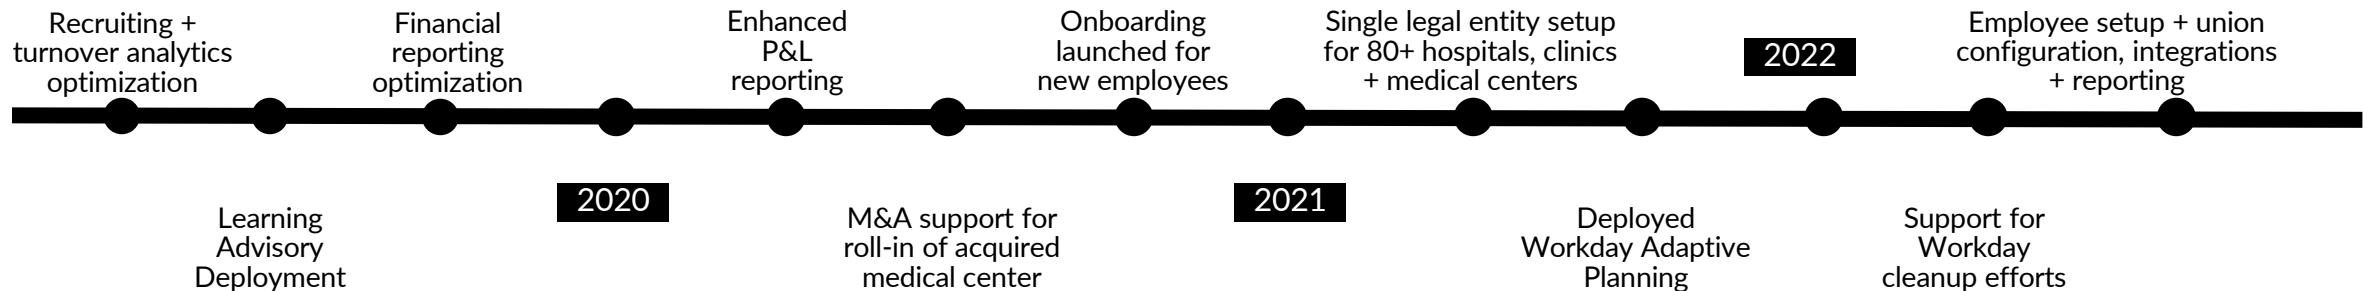 Recruiting +
turnover analytics
optimization
Learning
Advisory
Deployment
Financial
reporting
optimization
2020
Enhanced
P&L
reporting
M&A support for
roll-in of acquired
medical center
Onboarding
launched for
new employees
2021
Single legal entity setup
for 80+ hospitals, clinics
+ medical centers
Deployed
Workday Adaptive
Planning
2022
Support for
Workday
cleanup efforts
Employee setup + union
configuration, integrations
+ reporting